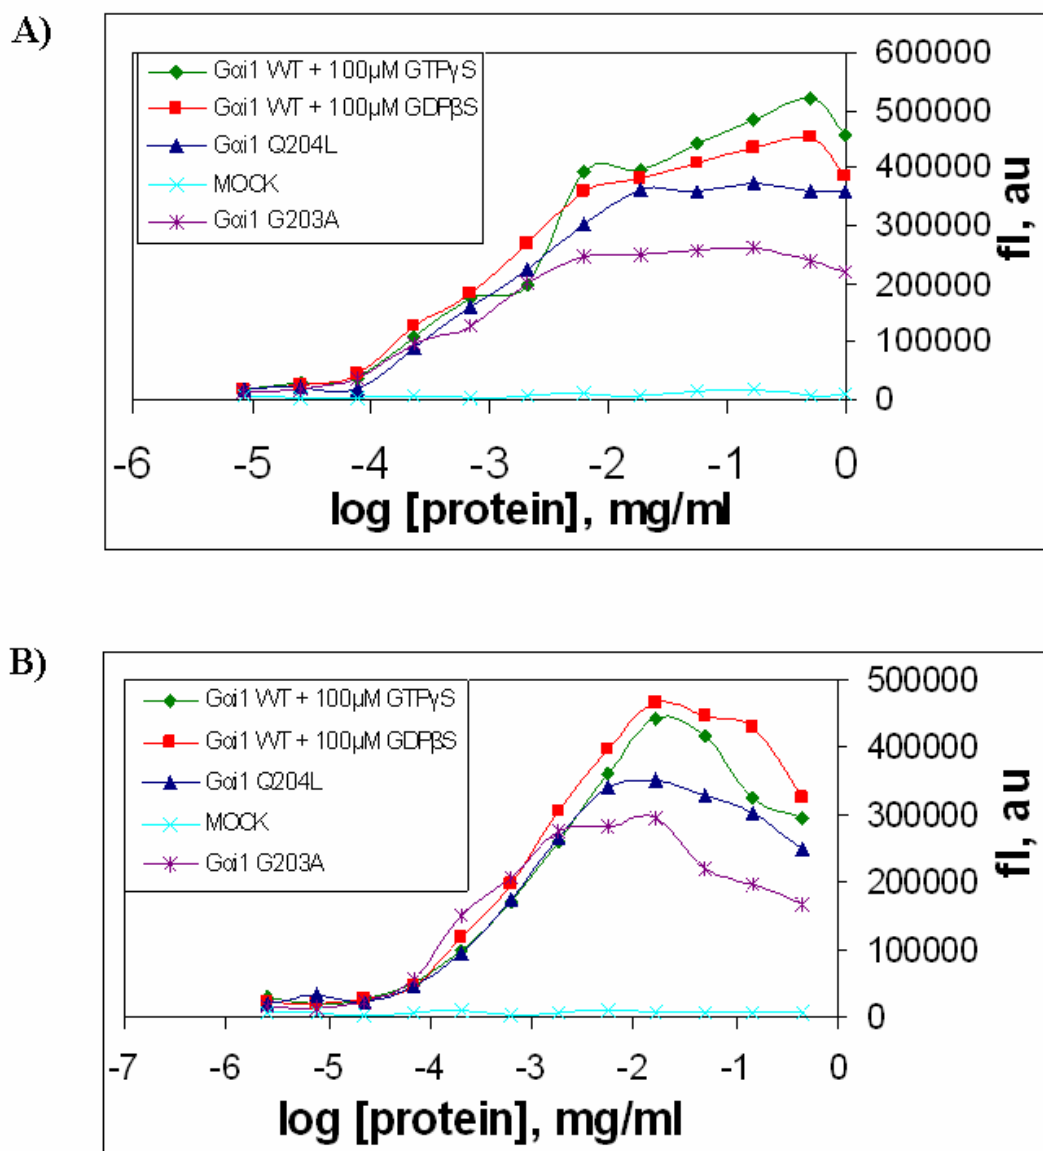 A)
Gαi1 WT + 100µM GTPγS
Gαi1 WT + 100µM GDPβS
Gαi1 Q204L
MOCK
Gαi1 G203A
600000
500000
400000
300000
200000
100000
0
fl, au
-6 -5 -4 -3 -2 -1 0
log [protein], mg/ml
B)
Gαi1 WT + 100µM GTPγS
Gαi1 WT + 100µM GDPβS
Gαi1 Q204L
MOCK
Gαi1 G203A
500000
400000
300000
200000
100000
0
fl, au
-7 -6 -5 -4 -3 -2 -1 0
log [protein], mg/ml